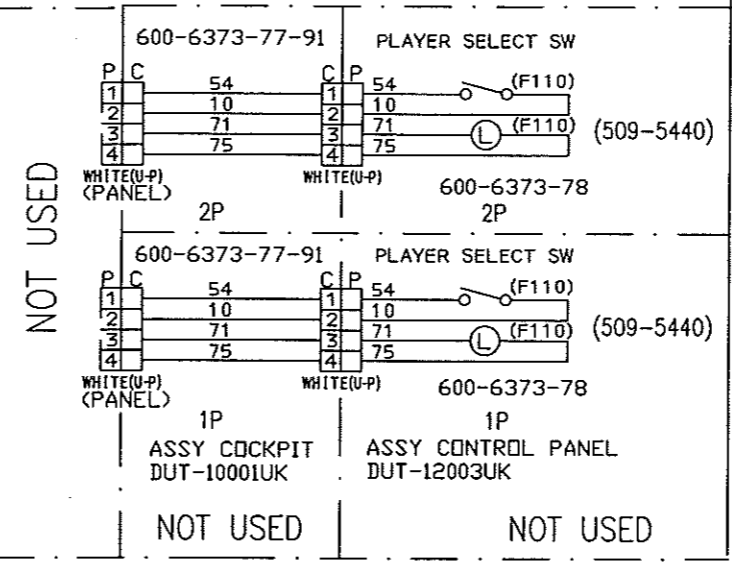 600-6373-77-91 PLAYER SELECT SW
P C 54 C P 54 (F110)
1 10 1 10
2 71 2 71 (F110) (509-5440)
3 75 3 75 L
4 4
WHITE(U-P) WHITE(U-P) 600-6373-78
(PANEL)
2P 2P
NOT USED
600-6373-77-91 PLAYER SELECT SW
P C 54 C P 54 (F110)
1 10 1 10
2 71 2 71 (F110) (509-5440)
3 75 3 75 L
4 4
WHITE(U-P) WHITE(U-P) 600-6373-78
(PANEL)
1P 1P
ASSY COCKPIT ASSY CONTROL PANEL
DUT-10001UK DUT-12003UK
NOT USED NOT USED